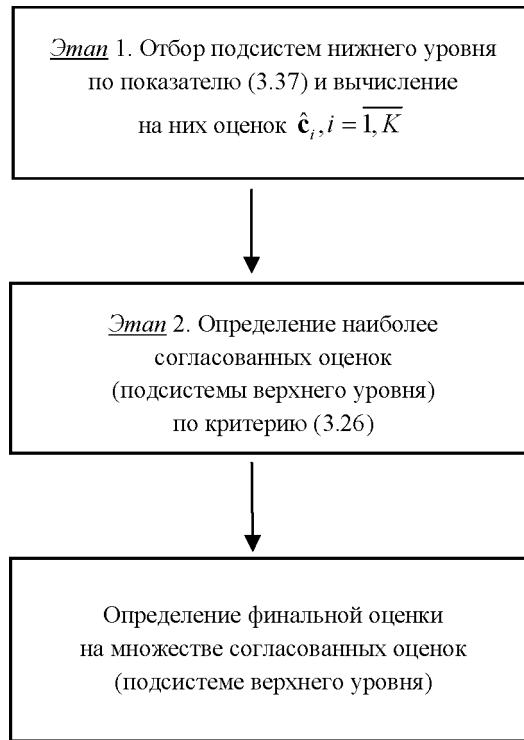 Этап 1. Отбор подсистем нижнего уровня
по показателю (3.37) и вычисление
на них оценок ĉᵢ, i = 1, K
Этап 2. Определение наиболее
согласованных оценок
(подсистемы верхнего уровня)
по критерию (3.26)
Определение финальной оценки
на множестве согласованных оценок
(подсистеме верхнего уровня)